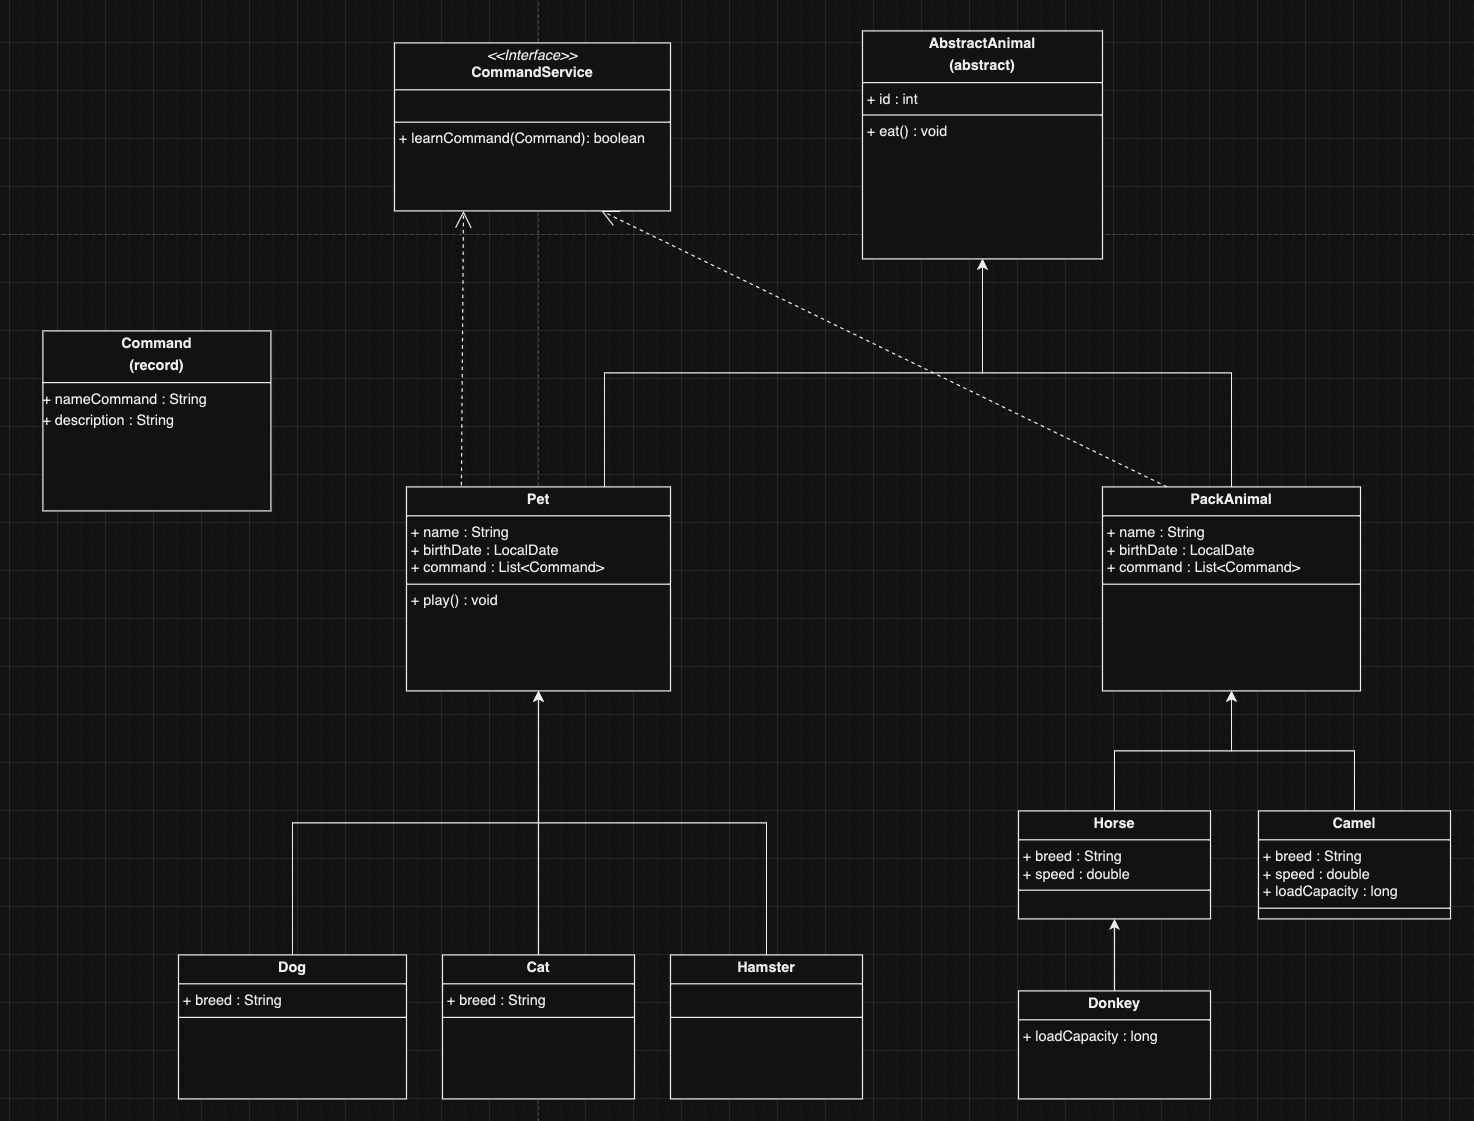 <<Interface>>
CommandService
+ learnCommand(Command): boolean
AbstractAnimal
(abstract)
+ id : int
+ eat() : void
Command
(record)
+ nameCommand : String
+ description : String
Pet
+ name : String
+ birthDate : LocalDate
+ command : List<Command>
+ play() : void
PackAnimal
+ name : String
+ birthDate : LocalDate
+ command : List<Command>
Horse
+ breed : String
+ speed : double
Camel
+ breed : String
+ speed : double
+ loadCapacity : long
Dog
+ breed : String
Cat
+ breed : String
Hamster
Donkey
+ loadCapacity : long